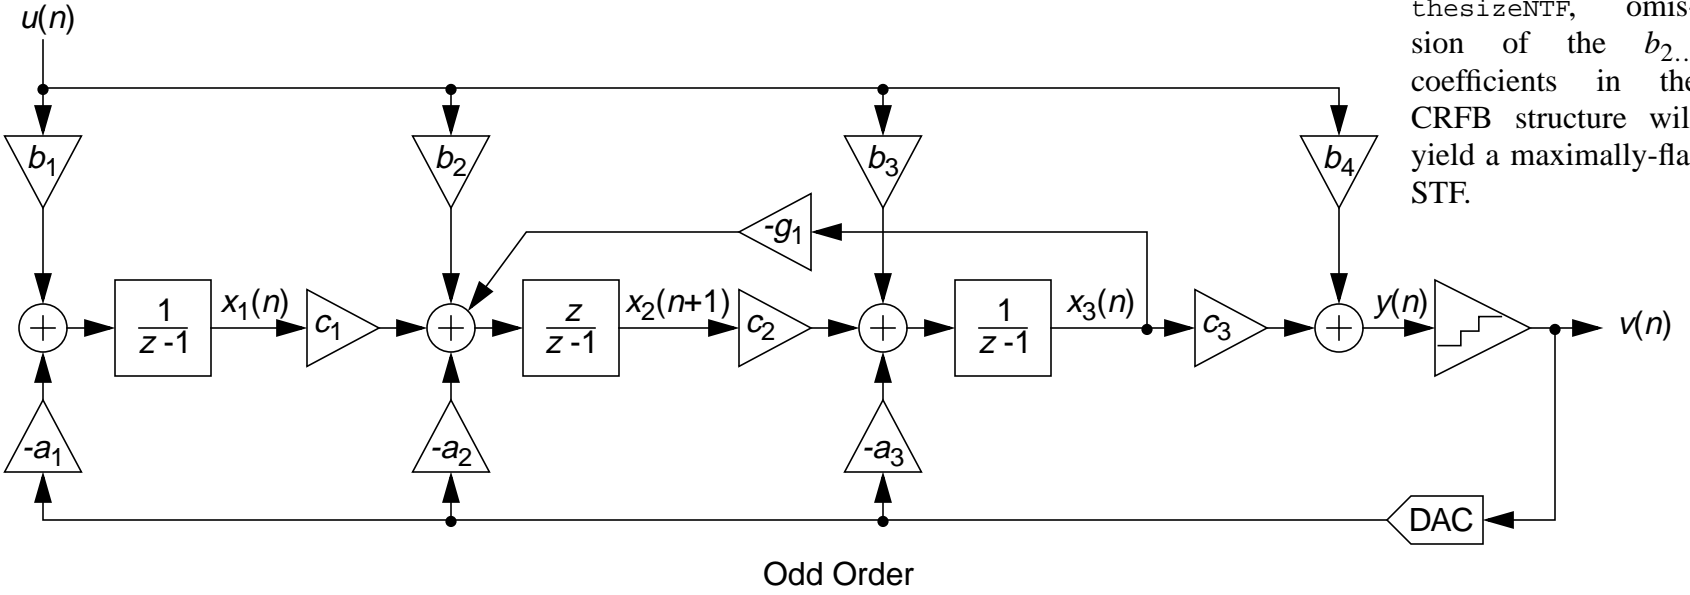 u(n)
thesizeNTF, omis-
sion of the b2...
coefficients in the
CRFB structure wil
yield a maximally-fla
STF.
b1
b2
b3
b4
-g1
1
z -1
x1(n)
c1
z
z -1
x2(n+1)
c2
1
z -1
x3(n)
c3
y(n)
v(n)
-a1
-a2
-a3
DAC
Odd Order